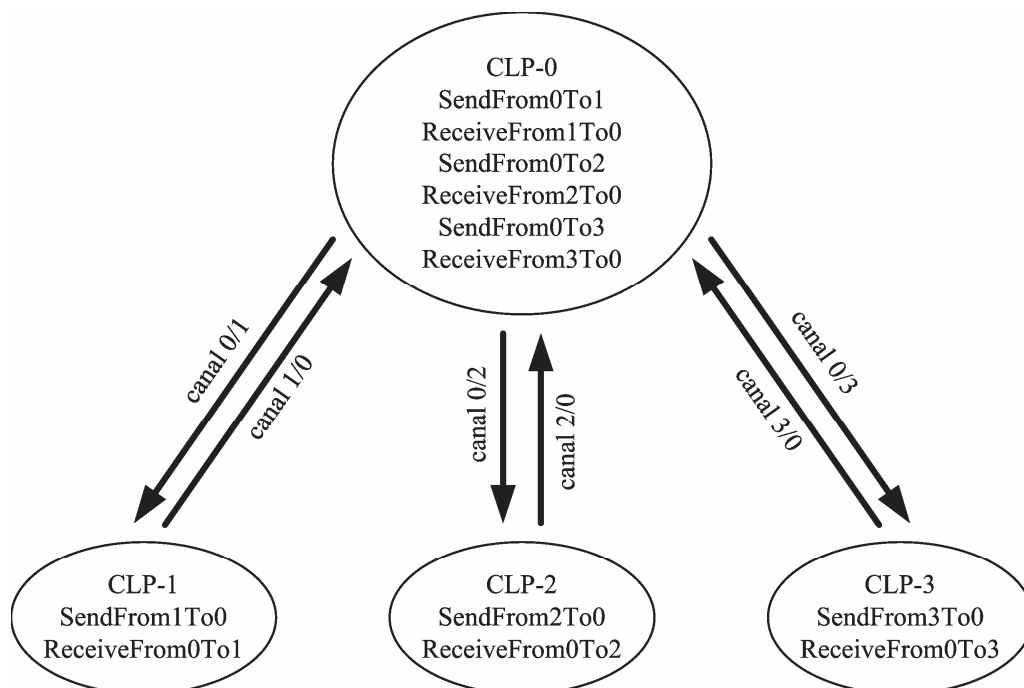 CLP-0
SendFrom0To1
ReceiveFrom1To0
SendFrom0To2
ReceiveFrom2To0
SendFrom0To3
ReceiveFrom3To0
canal 0/1
canal 1/0
canal 0/2
canal 2/0
canal 3/0
canal 0/3
CLP-1
SendFrom1To0
ReceiveFrom0To1
CLP-2
SendFrom2To0
ReceiveFrom0To2
CLP-3
SendFrom3To0
ReceiveFrom0To3